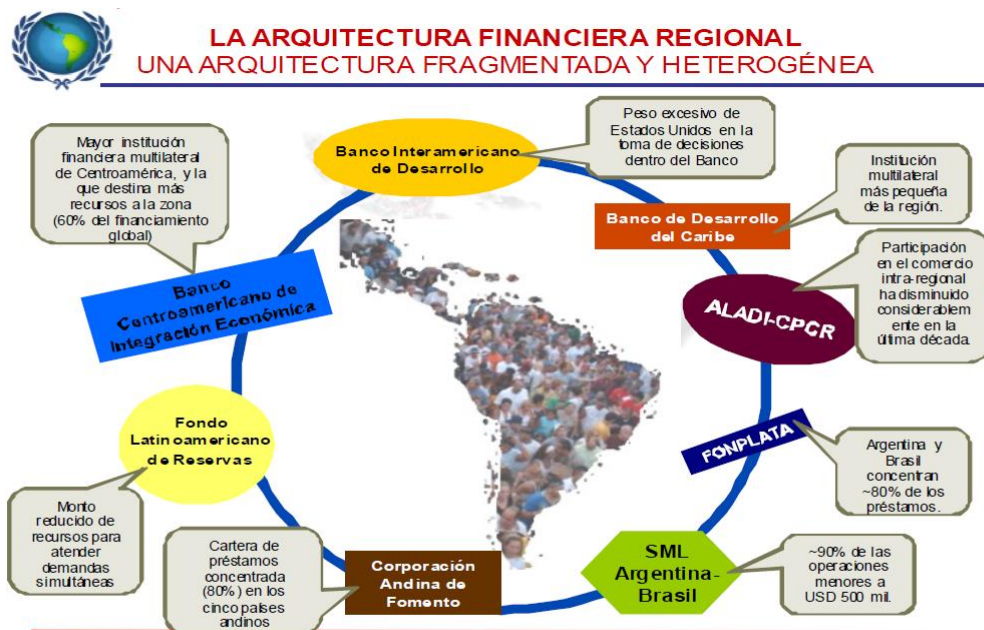 LA ARQUITECTURA FINANCIERA REGIONAL
UNA ARQUITECTURA FRAGMENTADA Y HETEROGÉNEA
Mayor institución
financiera multilateral
de Centroamérica, y la
que destina más
recursos a la zona
(60% del financiamiento
global)
Banco Interamericano
de Desarrollo
Peso excesivo de
Estados Unidos en la
toma de decisiones
dentro del Banco
Banco de Desarrollo
del Caribe
Institución
multilateral
más pequeña
de la región.
Banco
Centroamericano de
Integración Económica
ALADI-CPCR
Participación
en el comercio
intra-regional
ha disminuido
considerablem
ente en la
última década.
Fondo
Latinoamericano
de Reservas
FONPLATA
Argentina y
Brasil
concentran
~80% de los
préstamos.
Monto
reducido de
recursos para
atender
demandas
simultáneas
Cartera de
préstamos
concentrada
(80%) en los
cinco países
andinos
Corporación
Andina de
Fomento
SML
Argentina-
Brasil
~90% de las
operaciones
menores a
USD 500 mil.